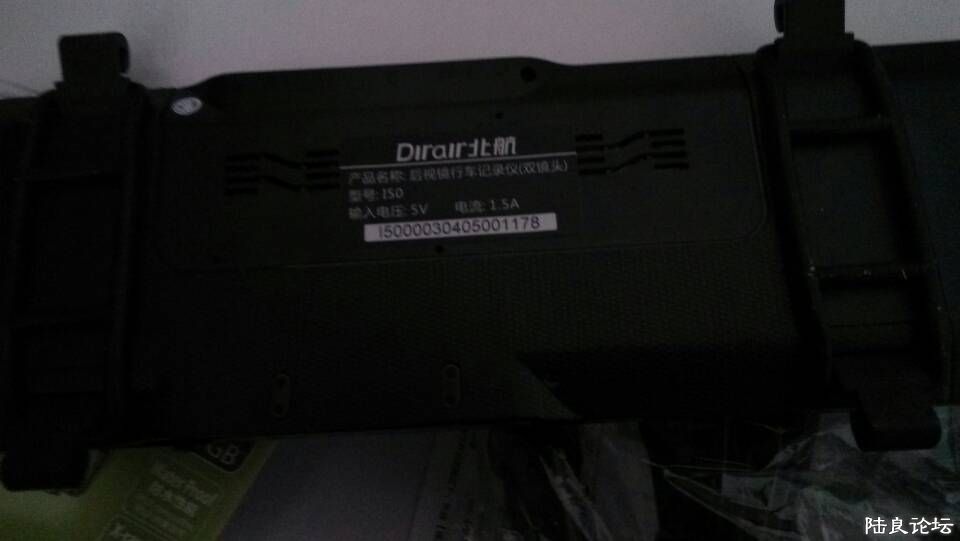 Dirair北航
产品名称: 后视镜行车记录仪(双镜头)
型号: I50
输入电压: 5V 电流: 1.5A
I5000030405001178
GB
陆良论坛